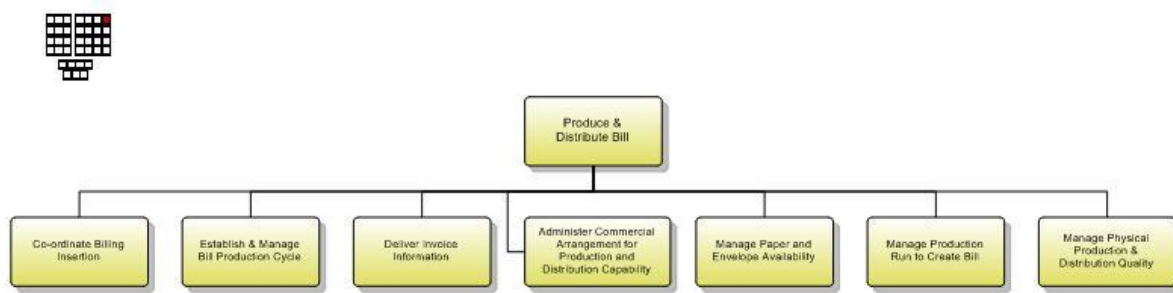 Produce &
Distribute Bill
Co-ordinate Billing
Insertion
Establish & Manage
Bill Production Cycle
Deliver Invoice
Information
Administer Commercial
Arrangement for
Production and
Distribution Capability
Manage Paper and
Envelope Availability
Manage Production
Run to Create Bill
Manage Physical
Production &
Distribution Quality